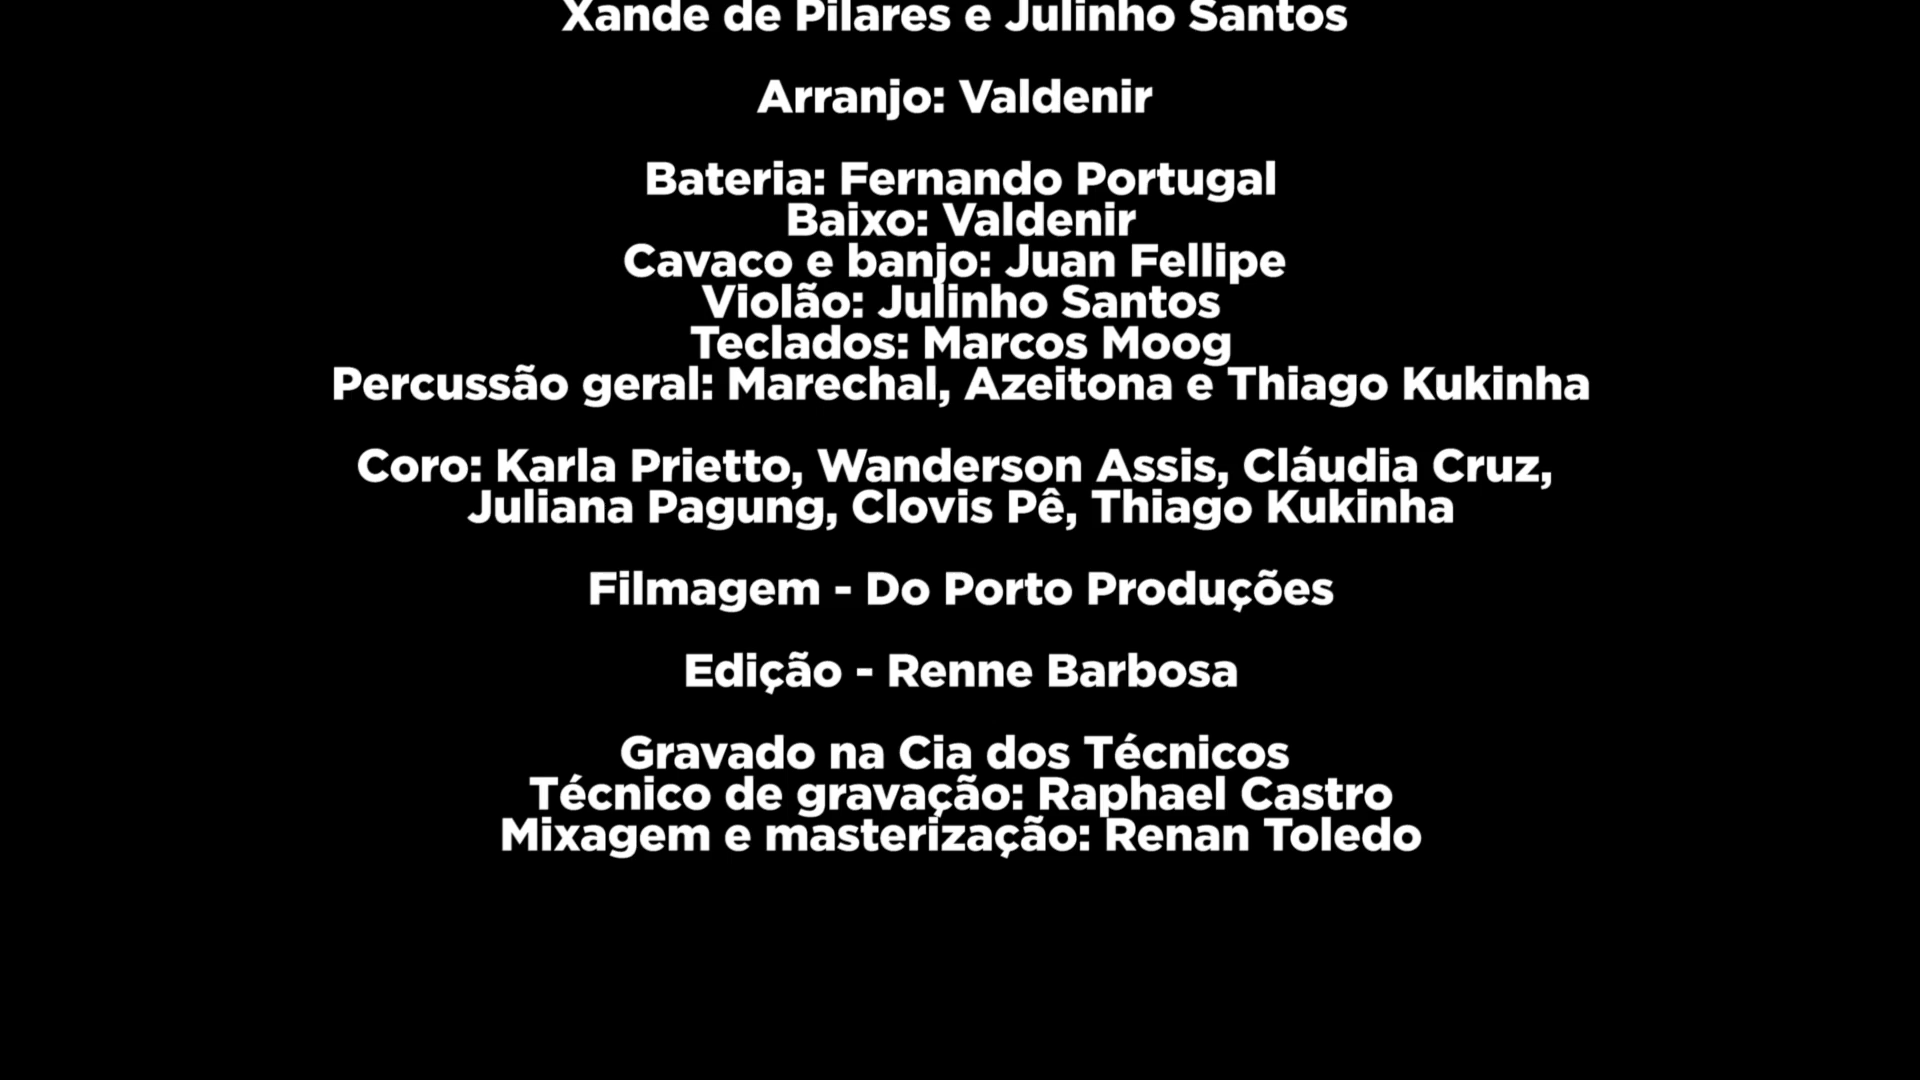 Xande de Pilares e Julinho Santos
Arranjo: Valdenir
Bateria: Fernando Portugal
Baixo: Valdenir
Cavaco e banjo: Juan Fellipe
Violão: Julinho Santos
Teclados: Marcos Moog
Percussão geral: Marechal, Azeitona e Thiago Kukinha
Coro: Karla Prietto, Wanderson Assis, Cláudia Cruz,
Juliana Pagung, Clovis Pê, Thiago Kukinha
Filmagem - Do Porto Produções
Edição - Renne Barbosa
Gravado na Cia dos Técnicos
Técnico de gravação: Raphael Castro
Mixagem e masterização: Renan Toledo